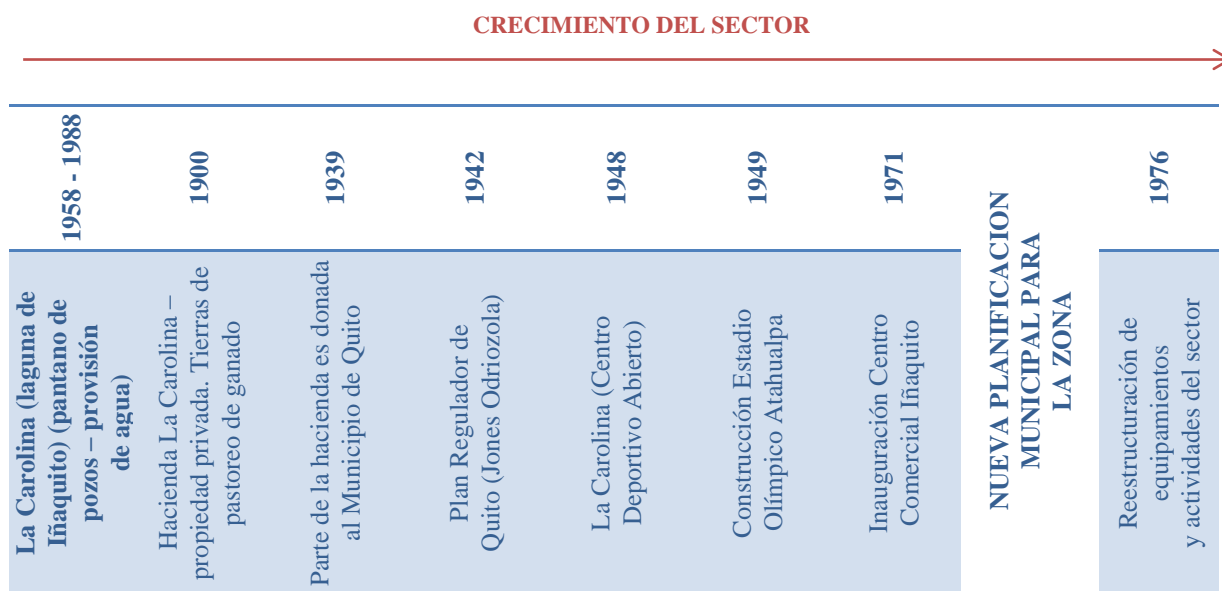 CRECIMIENTO DEL SECTOR
1958 - 1988
La Carolina (laguna de
Iñaquito) (pantano de
pozos – provisión
de agua)
1900
Hacienda La Carolina –
propiedad privada. Tierras de
pastoreo de ganado
1939
Parte de la hacienda es donada
al Municipio de Quito
1942
Plan Regulador de
Quito (Jones Odriozola)
1948
La Carolina (Centro
Deportivo Abierto)
1949
Construcción Estadio
Olímpico Atahualpa
1971
Inauguración Centro
Comercial Iñaquito
NUEVA PLANIFICACION
MUNICIPAL PARA
LA ZONA
1976
Reestructuración de
equipamientos
y actividades del sector